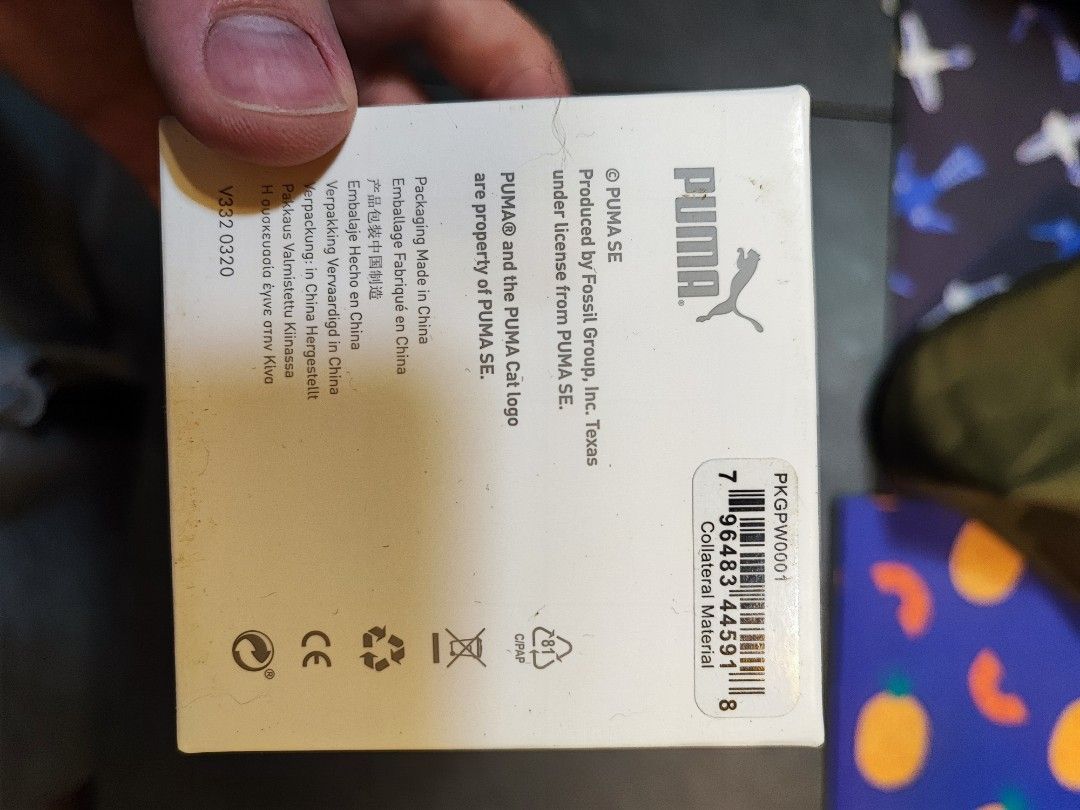 PUMA®
© PUMA SE
Produced by Fossil Group, Inc. Texas
under license from PUMA SE.
PUMA® and the PUMA Cat logo
are property of PUMA SE.
Packaging Made in China
Emballage Fabriqué en China
产品包装中国制造
Embalaje Hecho en China
Verpakking Vervaardigd in China
Verpackung: in China Hergestellt
Pakkaus Valmistettu Kiinassa
Η συσκευασία έγινε στην Κίνα
V332 0320
PKGPW0001
7 96483 44591 8
Collateral Material
81
C/PAP
CE
®